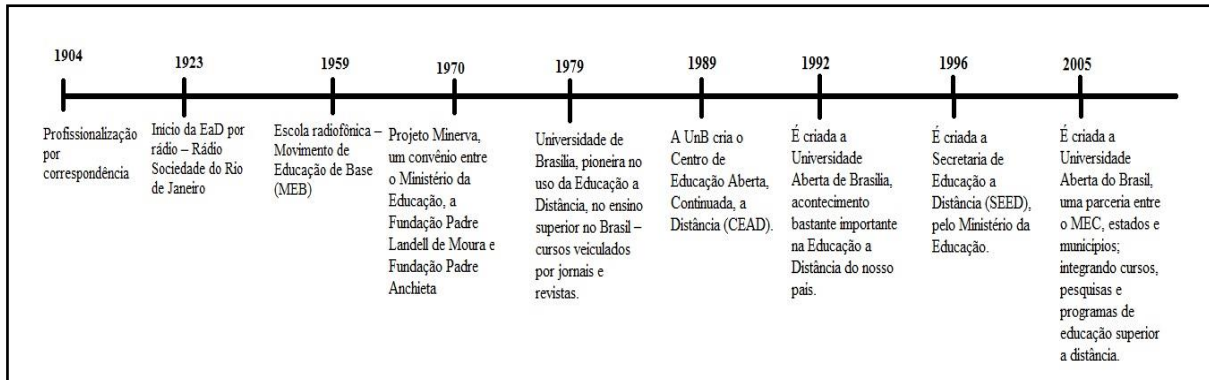 1904
Profissionalização
por
correspondência
1923
Início da EaD por
rádio – Rádio
Sociedade do Rio
de Janeiro
1959
Escola radiofônica –
Movimento de
Educação de Base
(MEB)
1970
Projeto Minerva,
um convênio entre
o Ministério da
Educação, a
Fundação Padre
Landell de Moura e
Fundação Padre
Anchieta
1979
Universidade de
Brasília, pioneira no
uso da Educação a
Distância, no ensino
superior no Brasil –
cursos veiculados
por jornais e
revistas.
1989
A UnB cria o
Centro de
Educação Aberta,
Continuada, a
Distância (CEAD).
1992
É criada a
Universidade
Aberta de Brasília,
acontecimento
bastante importante
na Educação a
Distância do nosso
país.
1996
É criada a
Secretaria de
Educação a
Distância (SEED),
pelo Ministério da
Educação.
2005
É criada a
Universidade
Aberta do Brasil,
uma parceria entre
o MEC, estados e
municípios;
integrando cursos,
pesquisas e
programas de
educação superior
a distância.